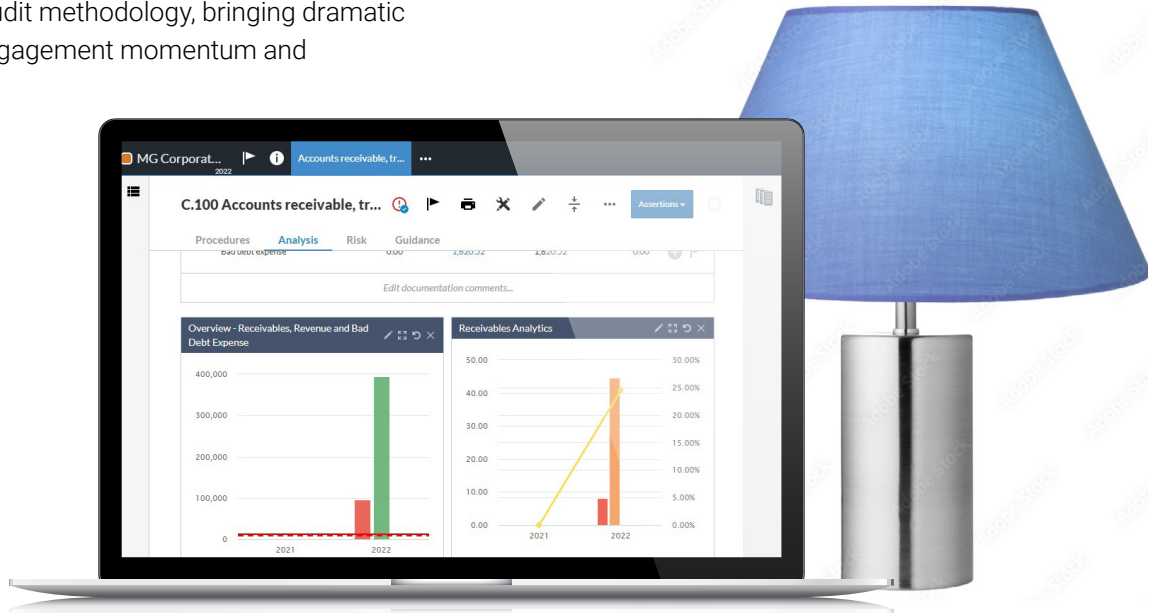 udit methodology, bringing dramatic
gagement momentum and
MG Corporat...
2022
Accounts receivable, tr...
C.100 Accounts receivable, tr...
Assertions
Procedures Analysis Risk Guidance
Bad debt expense 0.00 1,820.52 1,820.52 0.00
Edit documentation comments...
Overview - Receivables, Revenue and Bad
Debt Expense
400,000
300,000
200,000
100,000
0
2021 2022
Receivables Analytics
50.00 30.00%
25.00%
40.00
30.00 20.00%
15.00%
20.00
10.00%
10.00
5.00%
0.00 0.00%
2021 2022
AdobeStock